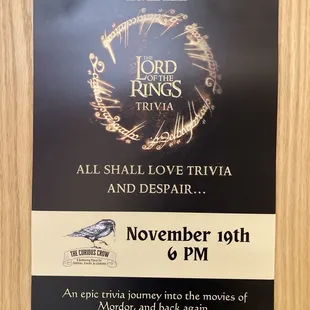 THE
LORD
OF THE
RINGS
TRIVIA
ALL SHALL LOVE TRIVIA
AND DESPAIR...
November 19th
6 PM
THE CURIOUS CROW
An epic trivia journey into the movies of
Mordor, and back again